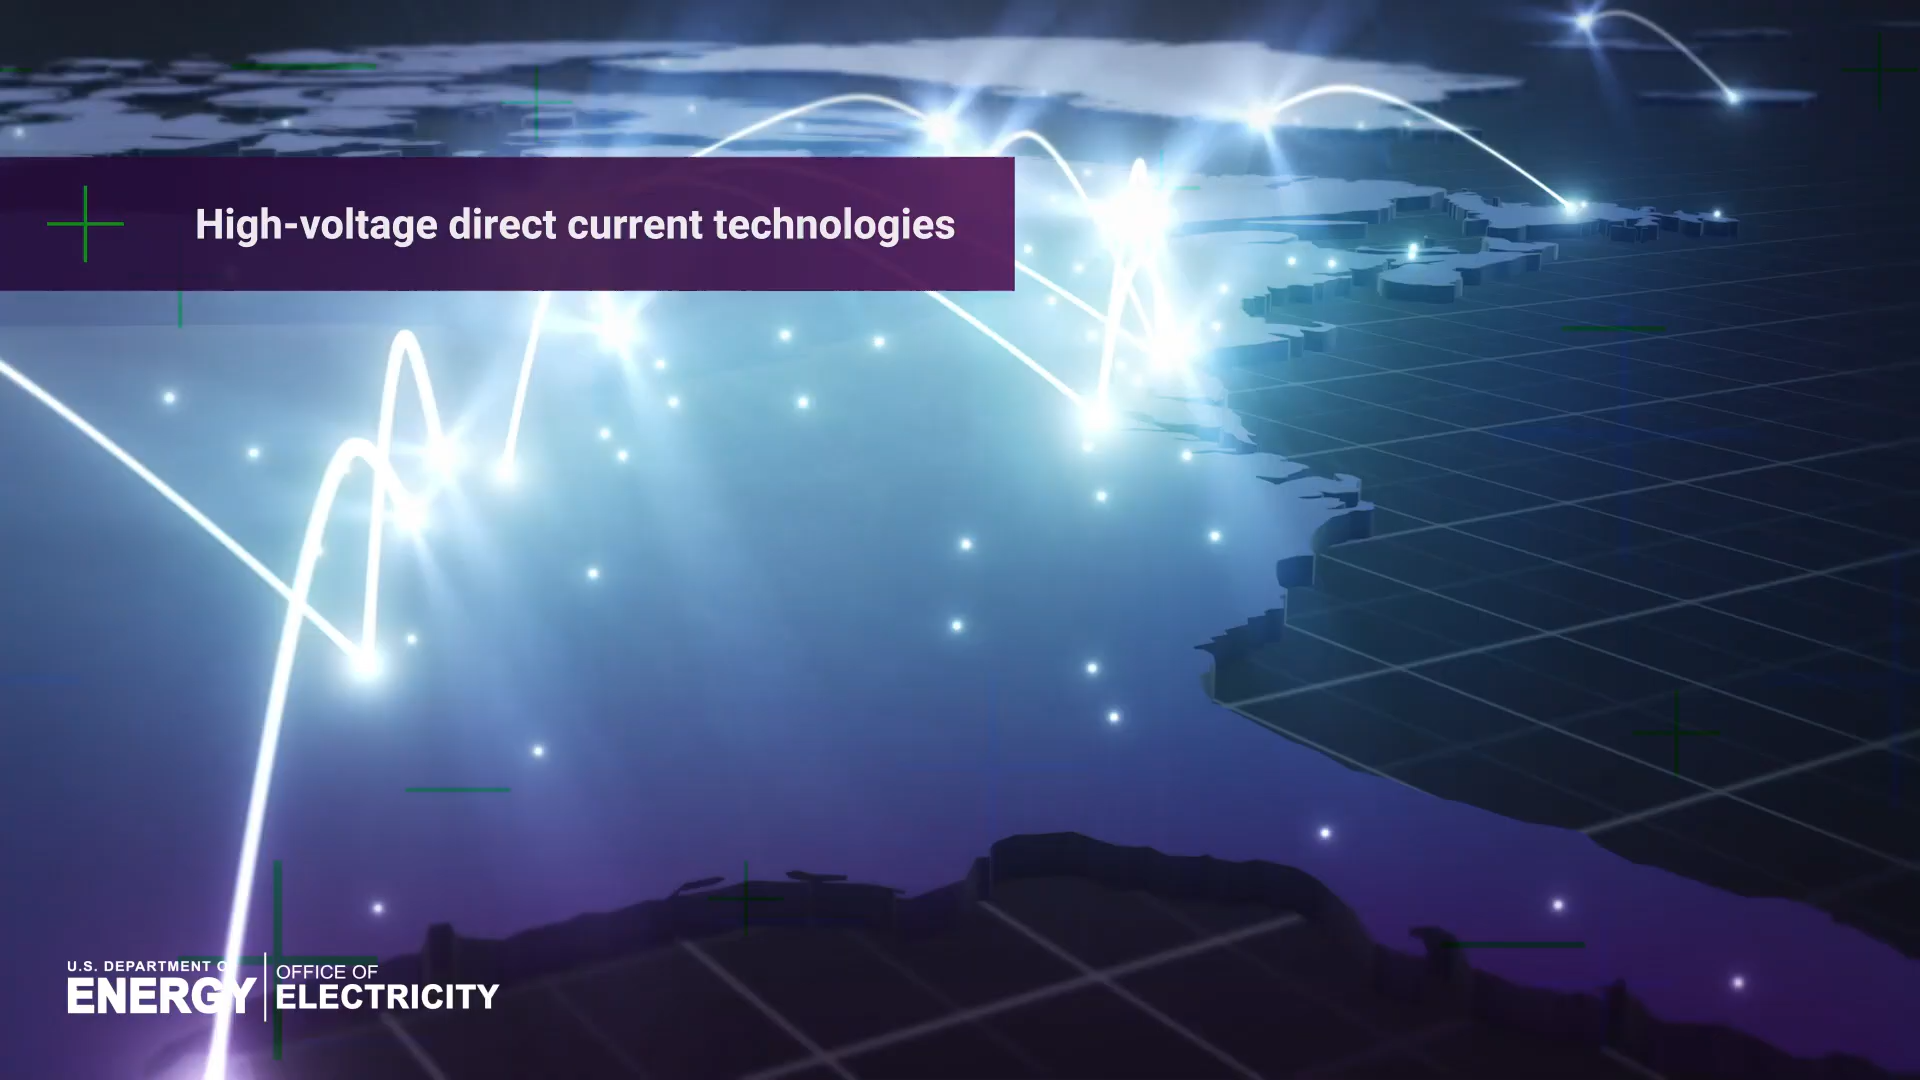 High-voltage direct current technologies
U.S. DEPARTMENT OF
ENERGY
OFFICE OF
ELECTRICITY